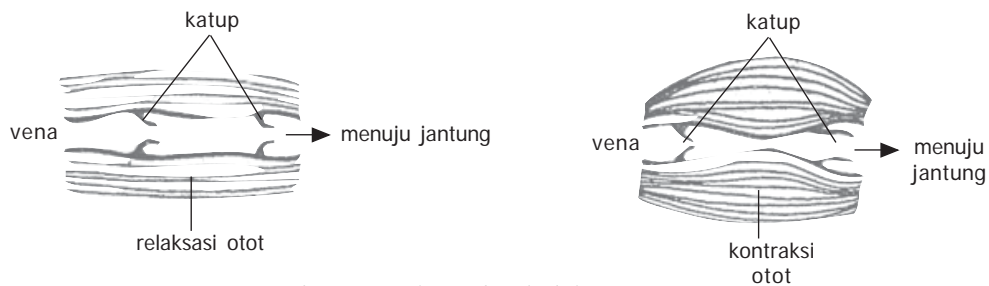 katup
vena
menuju jantung
relaksasi otot
katup
vena
menuju
jantung
kontraksi
otot